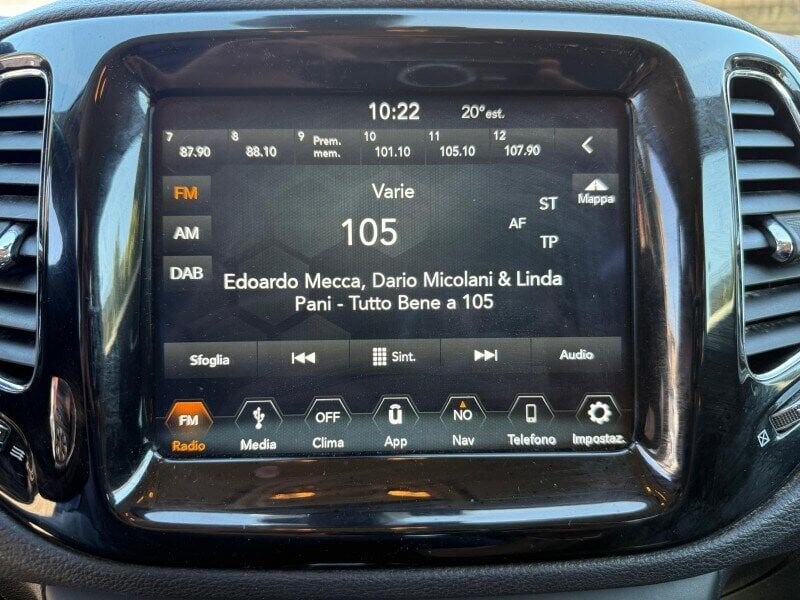 10:22 20°est.
7 87.90 8 88.10 9 Prem. mem. 10 101.10 11 105.10 12 107.90
FM
Varie
ST
Mappa
AM
105
AF
TP
DAB
Edoardo Mecca, Dario Micolani & Linda
Pani - Tutto Bene a 105
Sfoglia Sint. Audio
FM OFF NO
Radio Media Clima App Nav Telefono Impostaz.